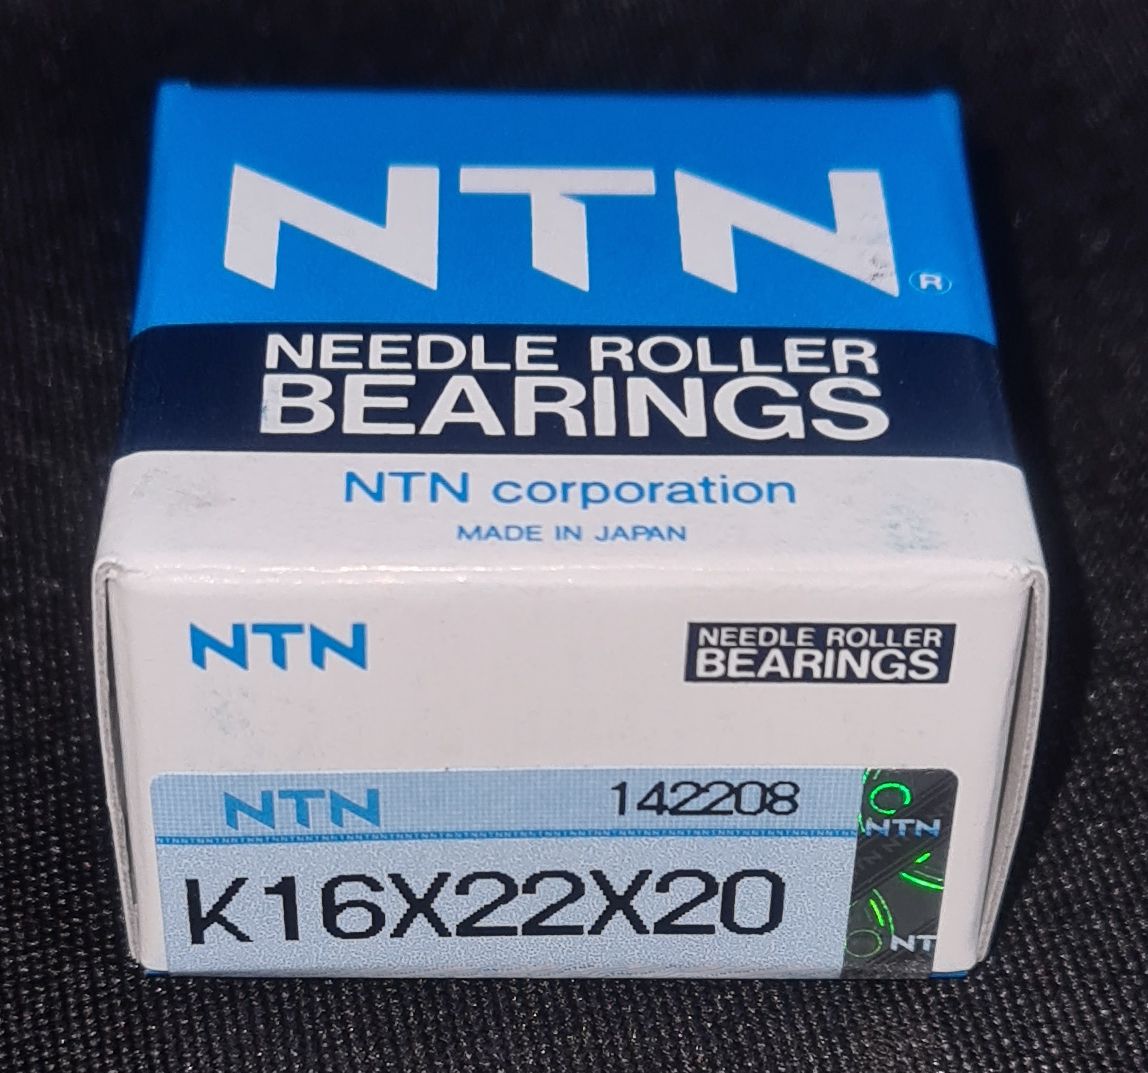 NTN®
NEEDLE ROLLER
BEARINGS
NTN corporation
MADE IN JAPAN
NTN
NEEDLE ROLLER
BEARINGS
NTN 142208
NTN
K16X22X20
NT